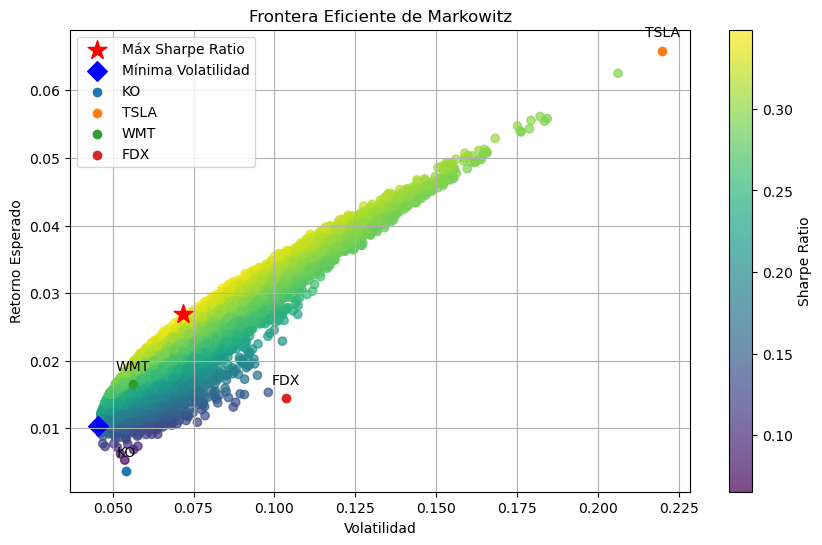 Frontera Eficiente de Markowitz
TSLA
Máx Sharpe Ratio
Mínima Volatilidad
KO
TSLA
WMT
FDX
WMT
FDX
KO
Retorno Esperado
0.06
0.05
0.04
0.03
0.02
0.01
0.050
0.075
0.100
0.125
0.150
0.175
0.200
0.225
Volatilidad
0.30
0.25
0.20
0.15
0.10
Sharpe Ratio